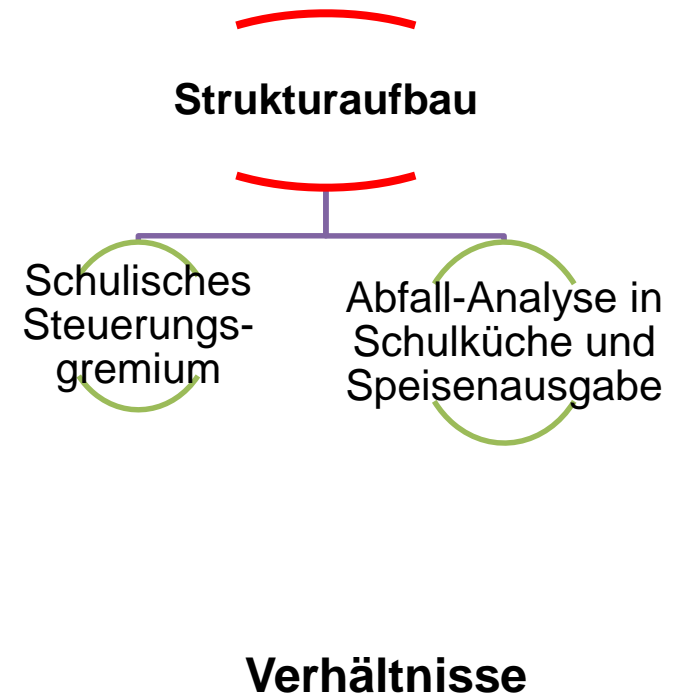 Strukturaufbau
Schulisches
Steuerungs-
gremium
Abfall-Analyse in
Schulküche und
Speisenausgabe
Verhältnisse